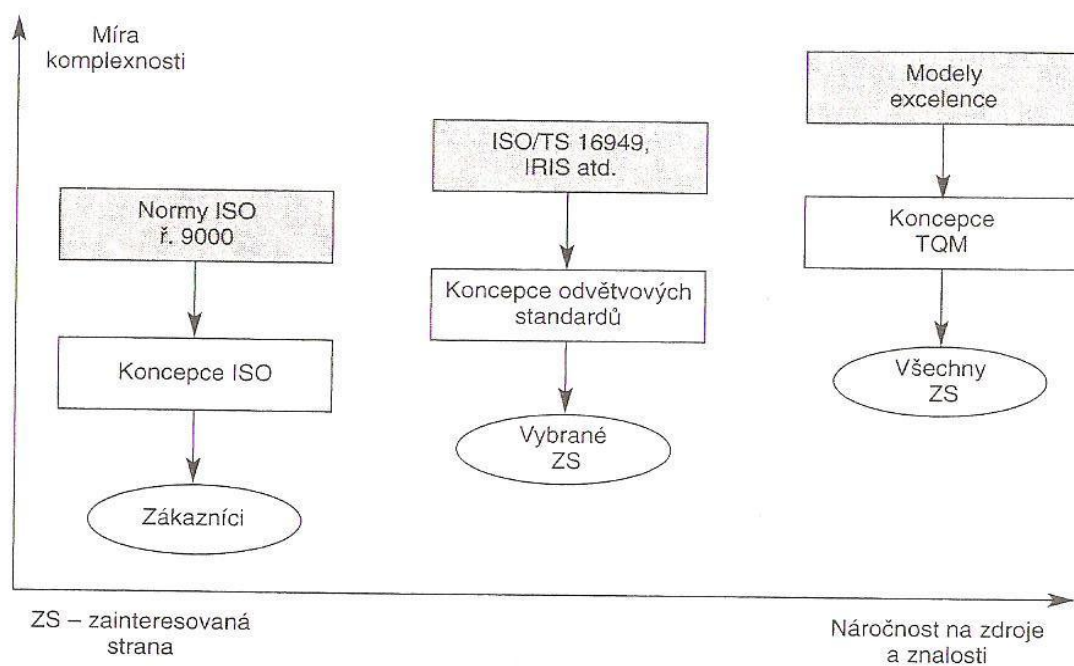 Míra
komplexnosti
Normy ISO
ř. 9000
Koncepce ISO
Zákazníci
ISO/TS 16949,
IRIS atd.
Koncepce odvětvových
standardů
Vybrané
ZS
Modely
excelence
Koncepce
TQM
Všechny
ZS
ZS – zainteresovaná
strana
Náročnost na zdroje
a znalosti